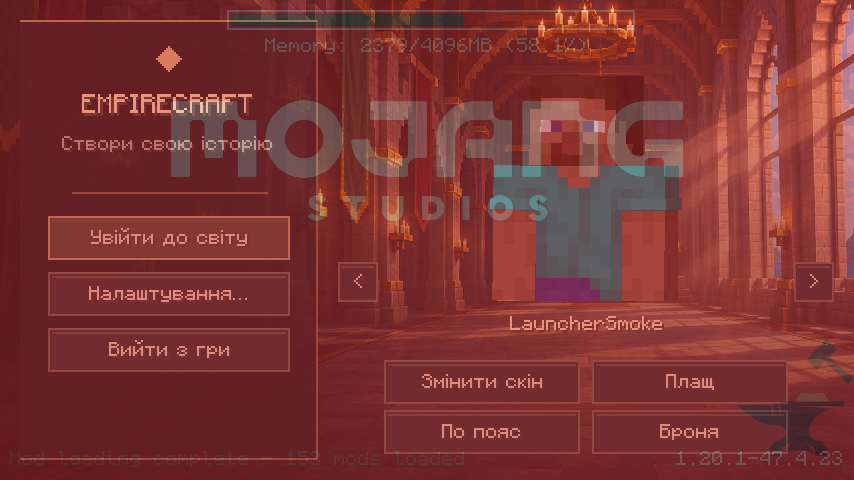 Memory: 2379/4096MB (58.1%)
EMPIRECRAFT
MOJANG
STUDIOS
Створи свою історію
Увійти до світу
Налаштування...
Вийти з гри
<
>
LauncherSmoke
Змінити скін
Плащ
По пояс
Броня
Mod loading complete - 153 mods loaded
1.20.1-47.4.23